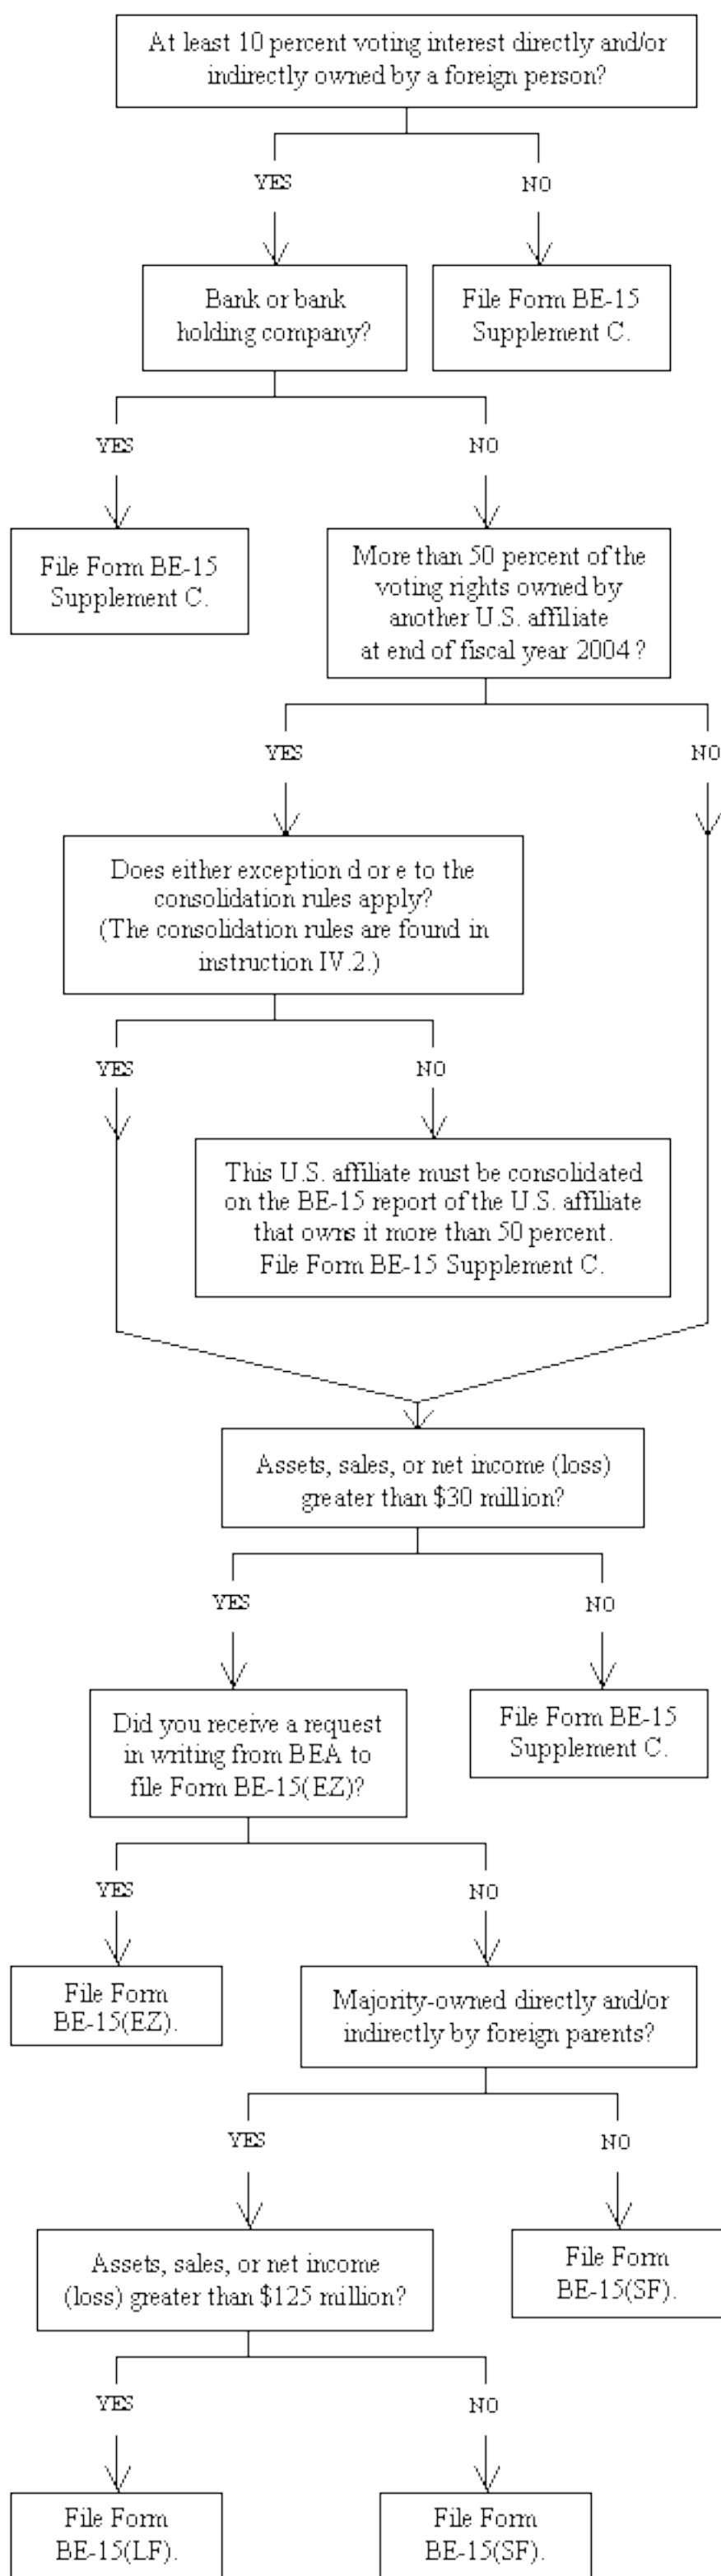 At least 10 percent voting interest directly and/or
indirectly owned by a foreign person?
YES
NO
Bank or bank
holding company?
File Form BE-15
Supplement C.
YES
NO
File Form BE-15
Supplement C.
More than 50 percent of the
voting rights owned by
another U.S. affiliate
at end of fiscal year 2004 ?
YES
NO
Does either exception d or e to the
consolidation rules apply?
(The consolidation rules are found in
instruction IV.2.)
YES
NO
This U.S. affiliate must be consolidated
on the BE-15 report of the U.S. affiliate
that owns it more than 50 percent.
File Form BE-15 Supplement C.
Assets, sales, or net income (loss)
greater than $30 million?
YES
NO
Did you receive a request
in writing from BEA to
file Form BE-15(EZ)?
File Form BE-15
Supplement C.
YES
NO
File Form
BE-15(EZ).
Majority-owned directly and/or
indirectly by foreign parents?
YES
NO
Assets, sales, or net income
(loss) greater than $125 million?
File Form
BE-15(SF).
YES
NO
File Form
BE-15(LF).
File Form
BE-15(SF).